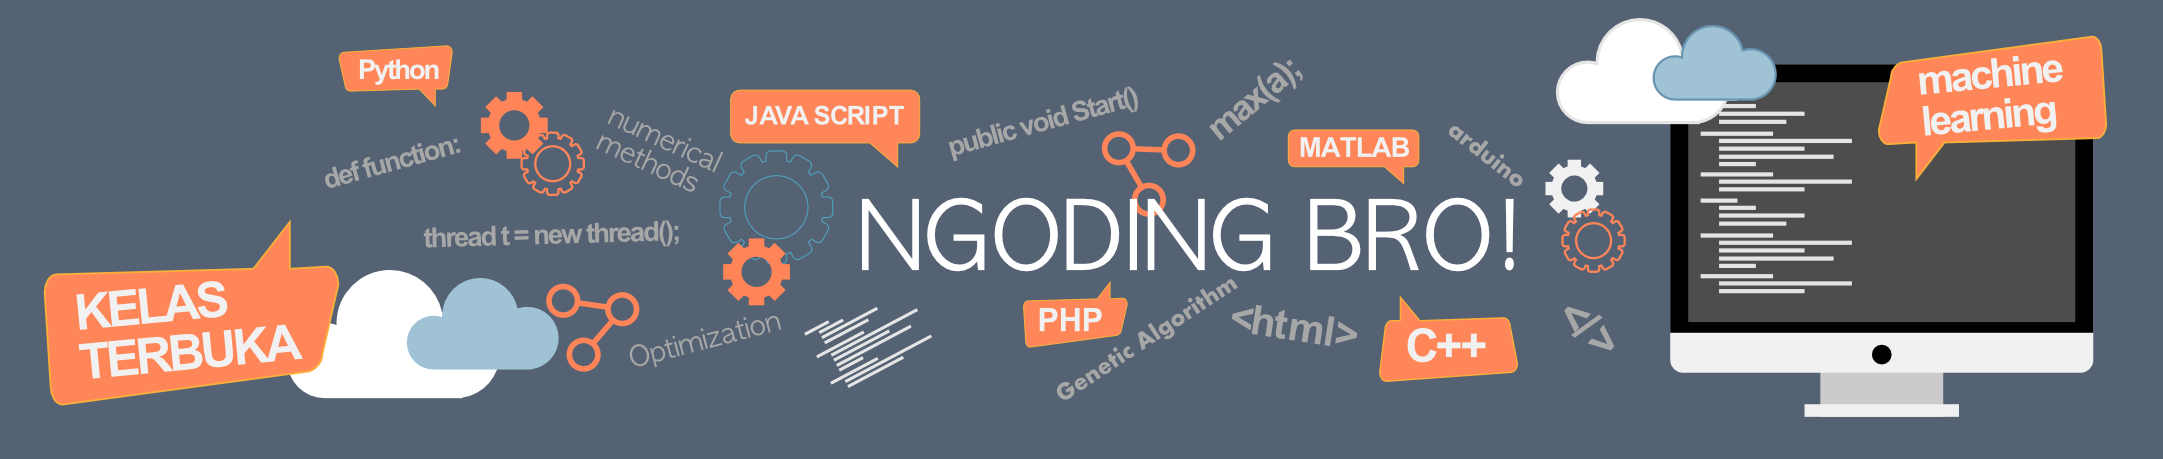 Python
def function:
numerical
methods
JAVA SCRIPT
public void Start()
max(a);
MATLAB
arduino
machine
learning
thread t = new thread();
NGODING BRO!
KELAS
TERBUKA
Optimization
PHP
Genetic Algorithm
<html>
C++
</>